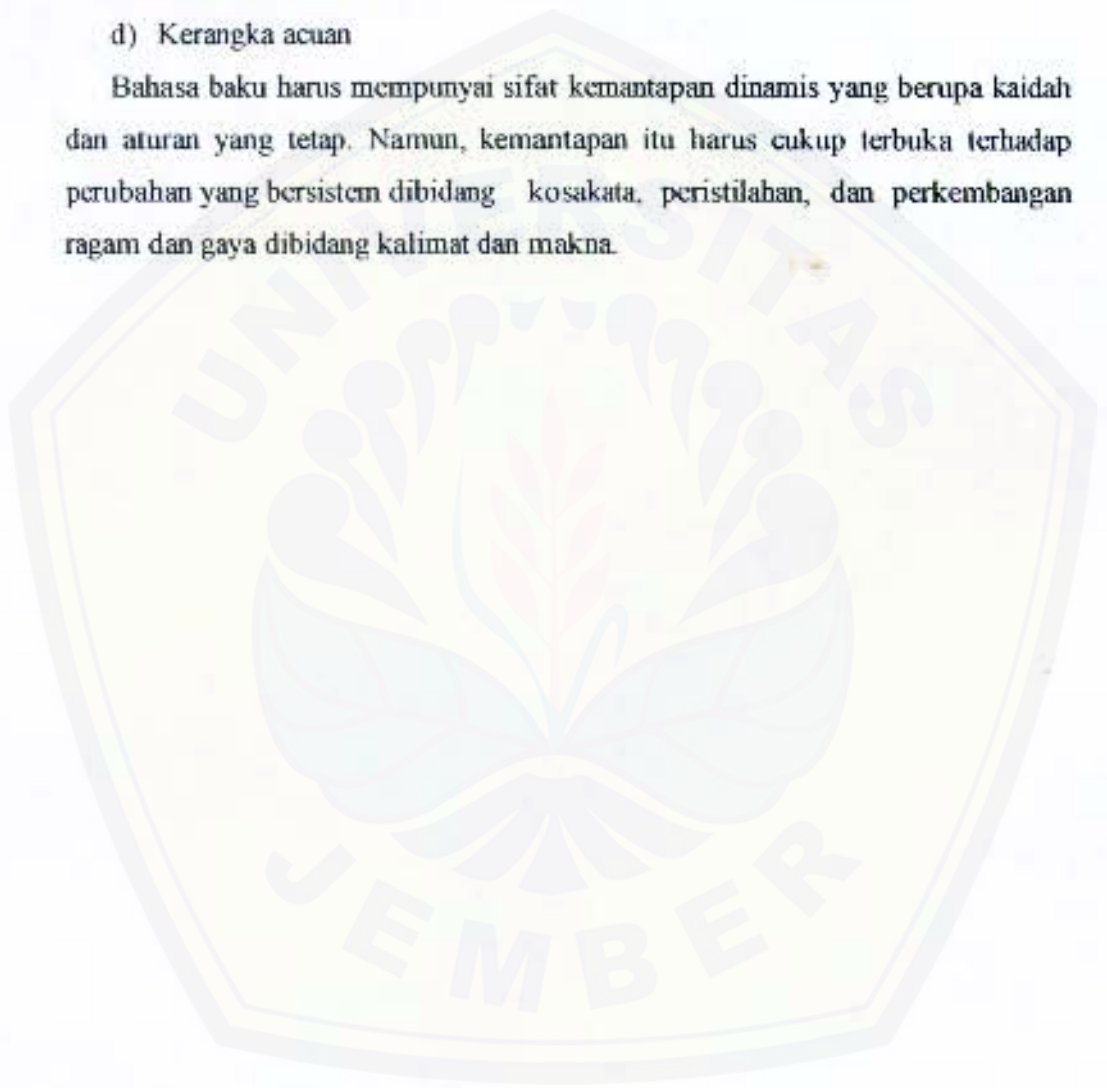 d) Kerangka acuan
Bahasa baku harus mempunyai sifat kemantapan dinamis yang berupa kaidah
dan aturan yang tetap. Namun, kemantapan itu harus cukup terbuka terhadap
perubahan yang bersistem dibidang kosakata, peristilahan, dan perkembangan
ragam dan gaya dibidang kalimat dan makna.
UNIVERSITAS
JEMBER